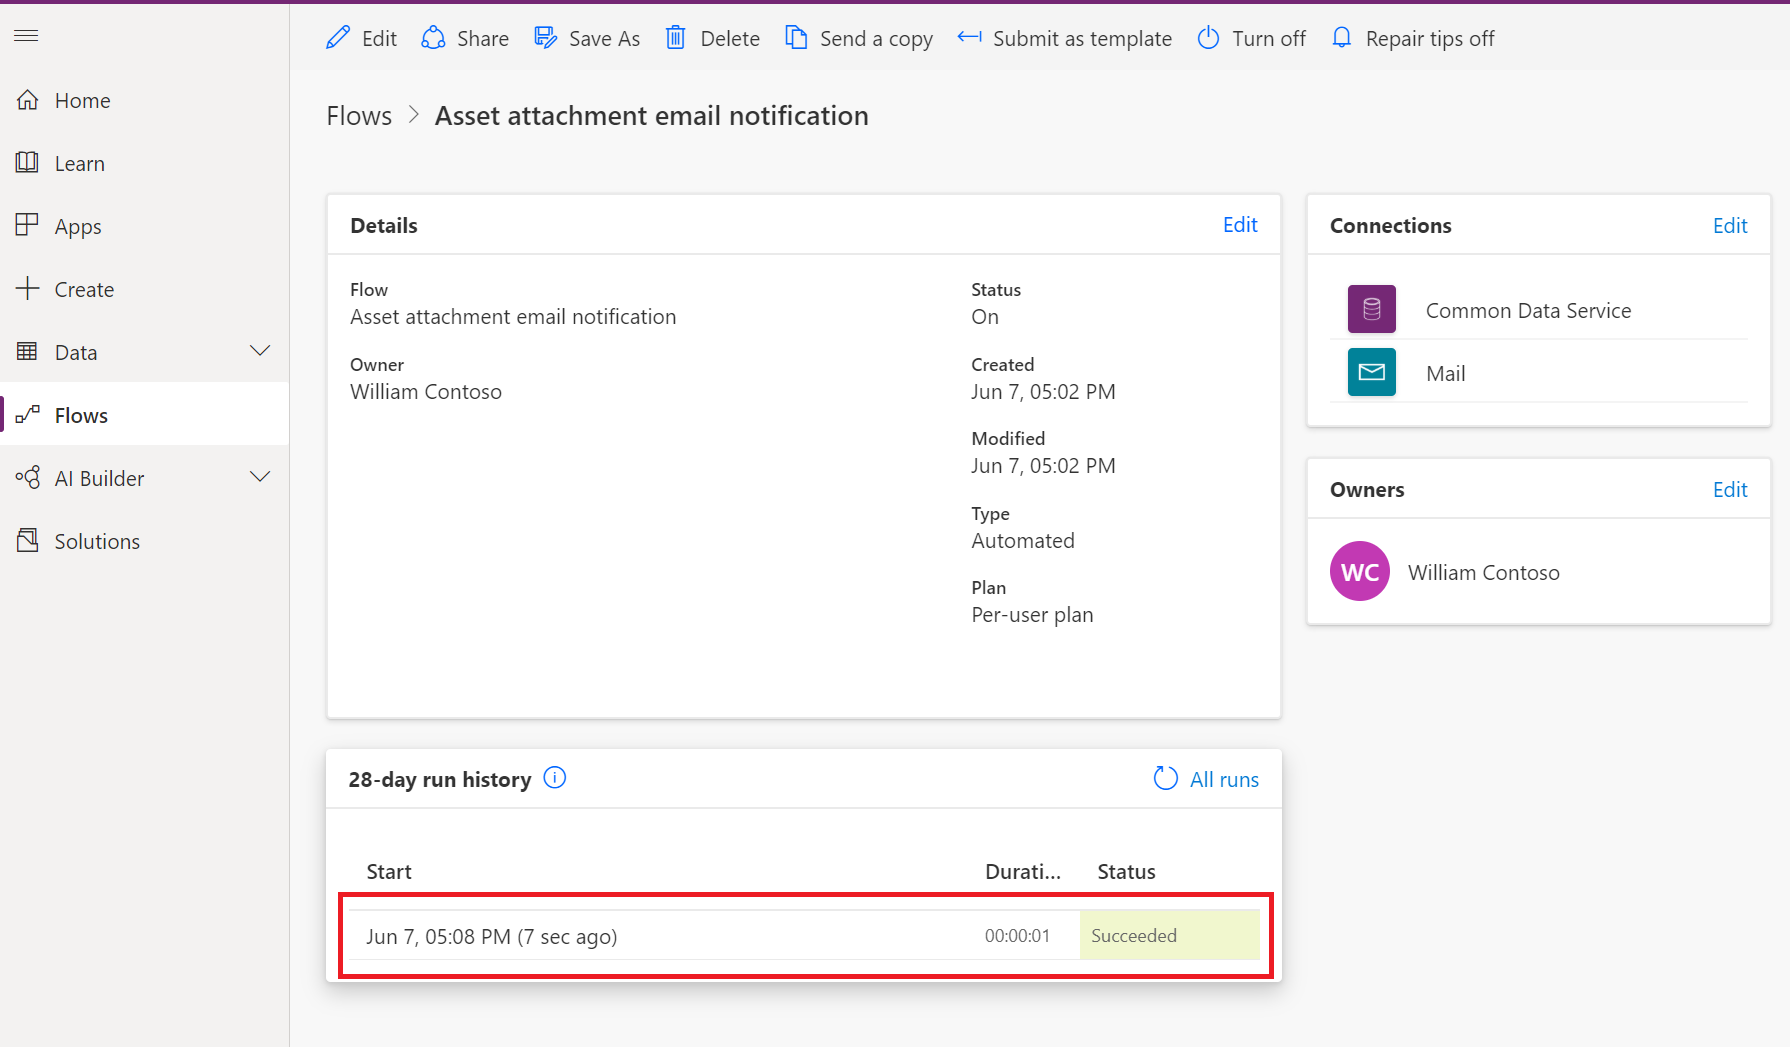 Edit Share Save As Delete Send a copy Submit as template Turn off Repair tips off
Home
Learn
Apps
Create
Data
Flows
AI Builder
Solutions
Flows > Asset attachment email notification
Details Edit
Flow
Asset attachment email notification
Owner
William Contoso
Status
On
Created
Jun 7, 05:02 PM
Modified
Jun 7, 05:02 PM
Type
Automated
Plan
Per-user plan
Connections Edit
Common Data Service
Mail
Owners Edit
WC William Contoso
28-day run history All runs
Start Durati... Status
Jun 7, 05:08 PM (7 sec ago) 00:00:01 Succeeded